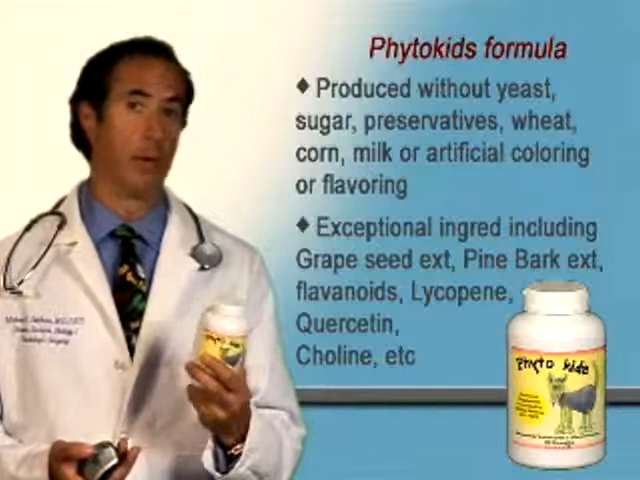 Phytokids formula
♦ Produced without yeast,
sugar, preservatives, wheat,
corn, milk or artificial coloring
or flavoring
♦ Exceptional ingred including
Grape seed ext, Pine Bark ext,
flavanoids, Lycopene,
Quercetin,
Choline, etc
Phyto kids